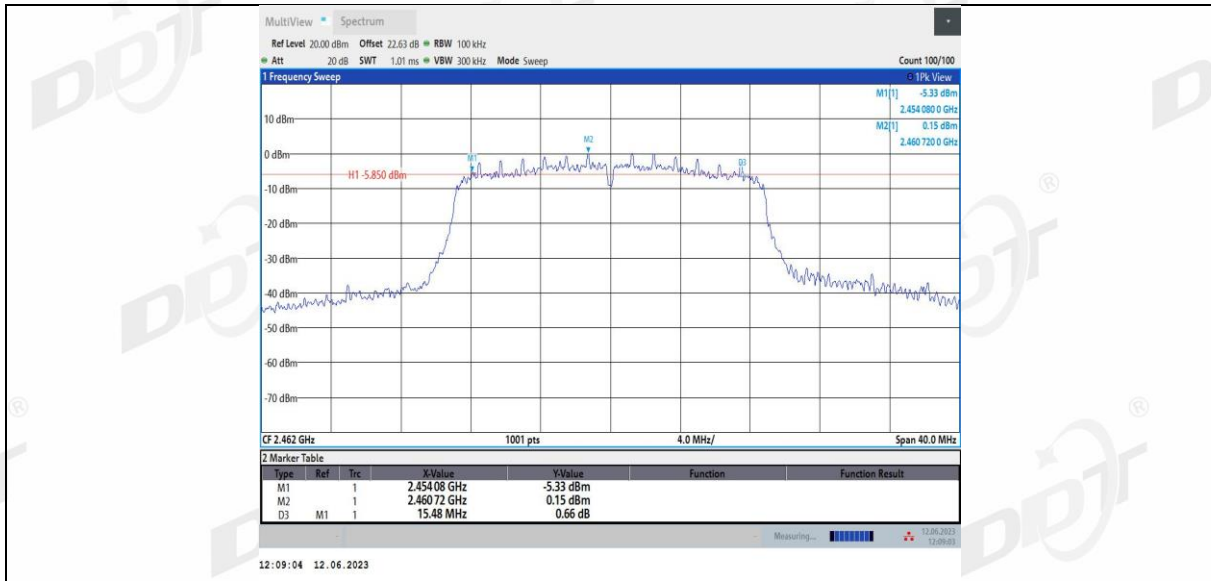 MultiView Spectrum
Ref Level 20.00 dBm Offset 22.63 dB RBW 100 kHz
Att 20 dB SWT 1.01 ms VBW 300 kHz Mode Sweep Count 100/100
1 Frequency Sweep 1Pk View
M1[1] -5.33 dBm
2.454 080 0 GHz
10 dBm M2[1] 0.15 dBm
M2 2.460 720 0 GHz
0 dBm M1 D3
H1 -5.850 dBm
-10 dBm
-20 dBm
-30 dBm
-40 dBm
-50 dBm
-60 dBm
-70 dBm
CF 2.462 GHz 1001 pts 4.0 MHz/ Span 40.0 MHz
2 Marker Table
Type Ref Trc X-Value Y-Value Function Function Result
M1 1 2.454 08 GHz -5.33 dBm
M2 1 2.460 72 GHz 0.15 dBm
D3 M1 1 15.48 MHz 0.66 dB
Measuring... 12.06.2023
12:09:03
12:09:04 12.06.2023
DDT
®